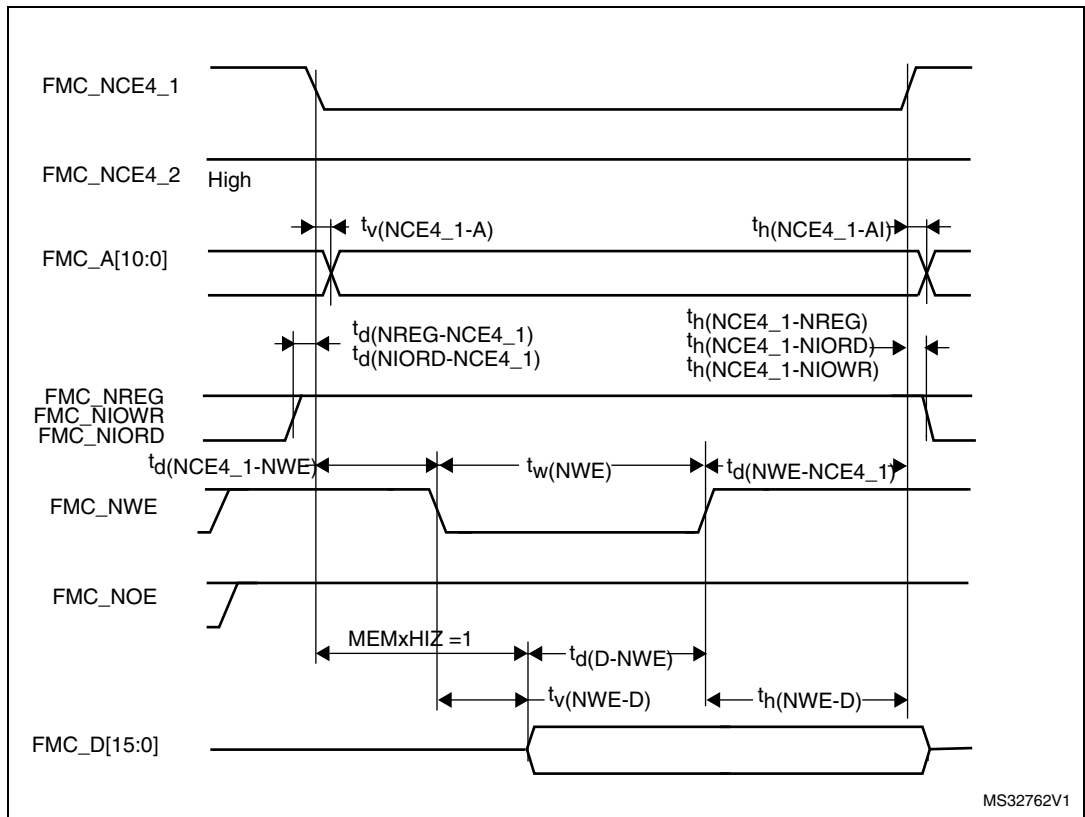 FMC_NCE4_1
FMC_NCE4_2 High
tv(NCE4_1-A) th(NCE4_1-AI)
FMC_A[10:0]
td(NREG-NCE4_1)
td(NIORD-NCE4_1)
th(NCE4_1-NREG)
th(NCE4_1-NIORD)
th(NCE4_1-NIOWR)
FMC_NREG
FMC_NIOWR
FMC_NIORD
td(NCE4_1-NWE) tw(NWE) td(NWE-NCE4_1)
FMC_NWE
FMC_NOE
MEMxHIZ =1 td(D-NWE)
tv(NWE-D) th(NWE-D)
FMC_D[15:0]
MS32762V1